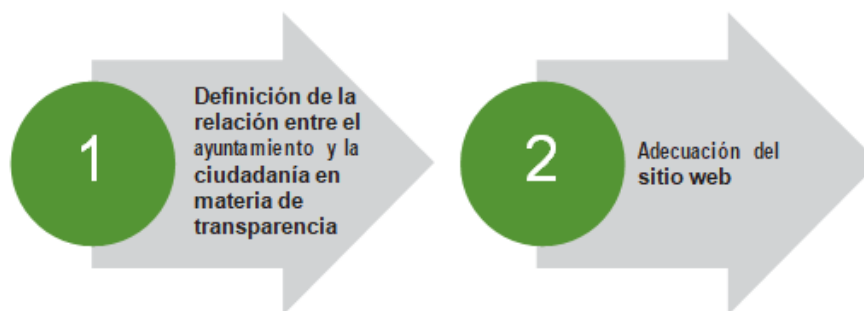 1
Definición de la
relación entre el
ayuntamiento y la
ciudadanía en
materia de
transparencia
2
Adecuación del
sitio web